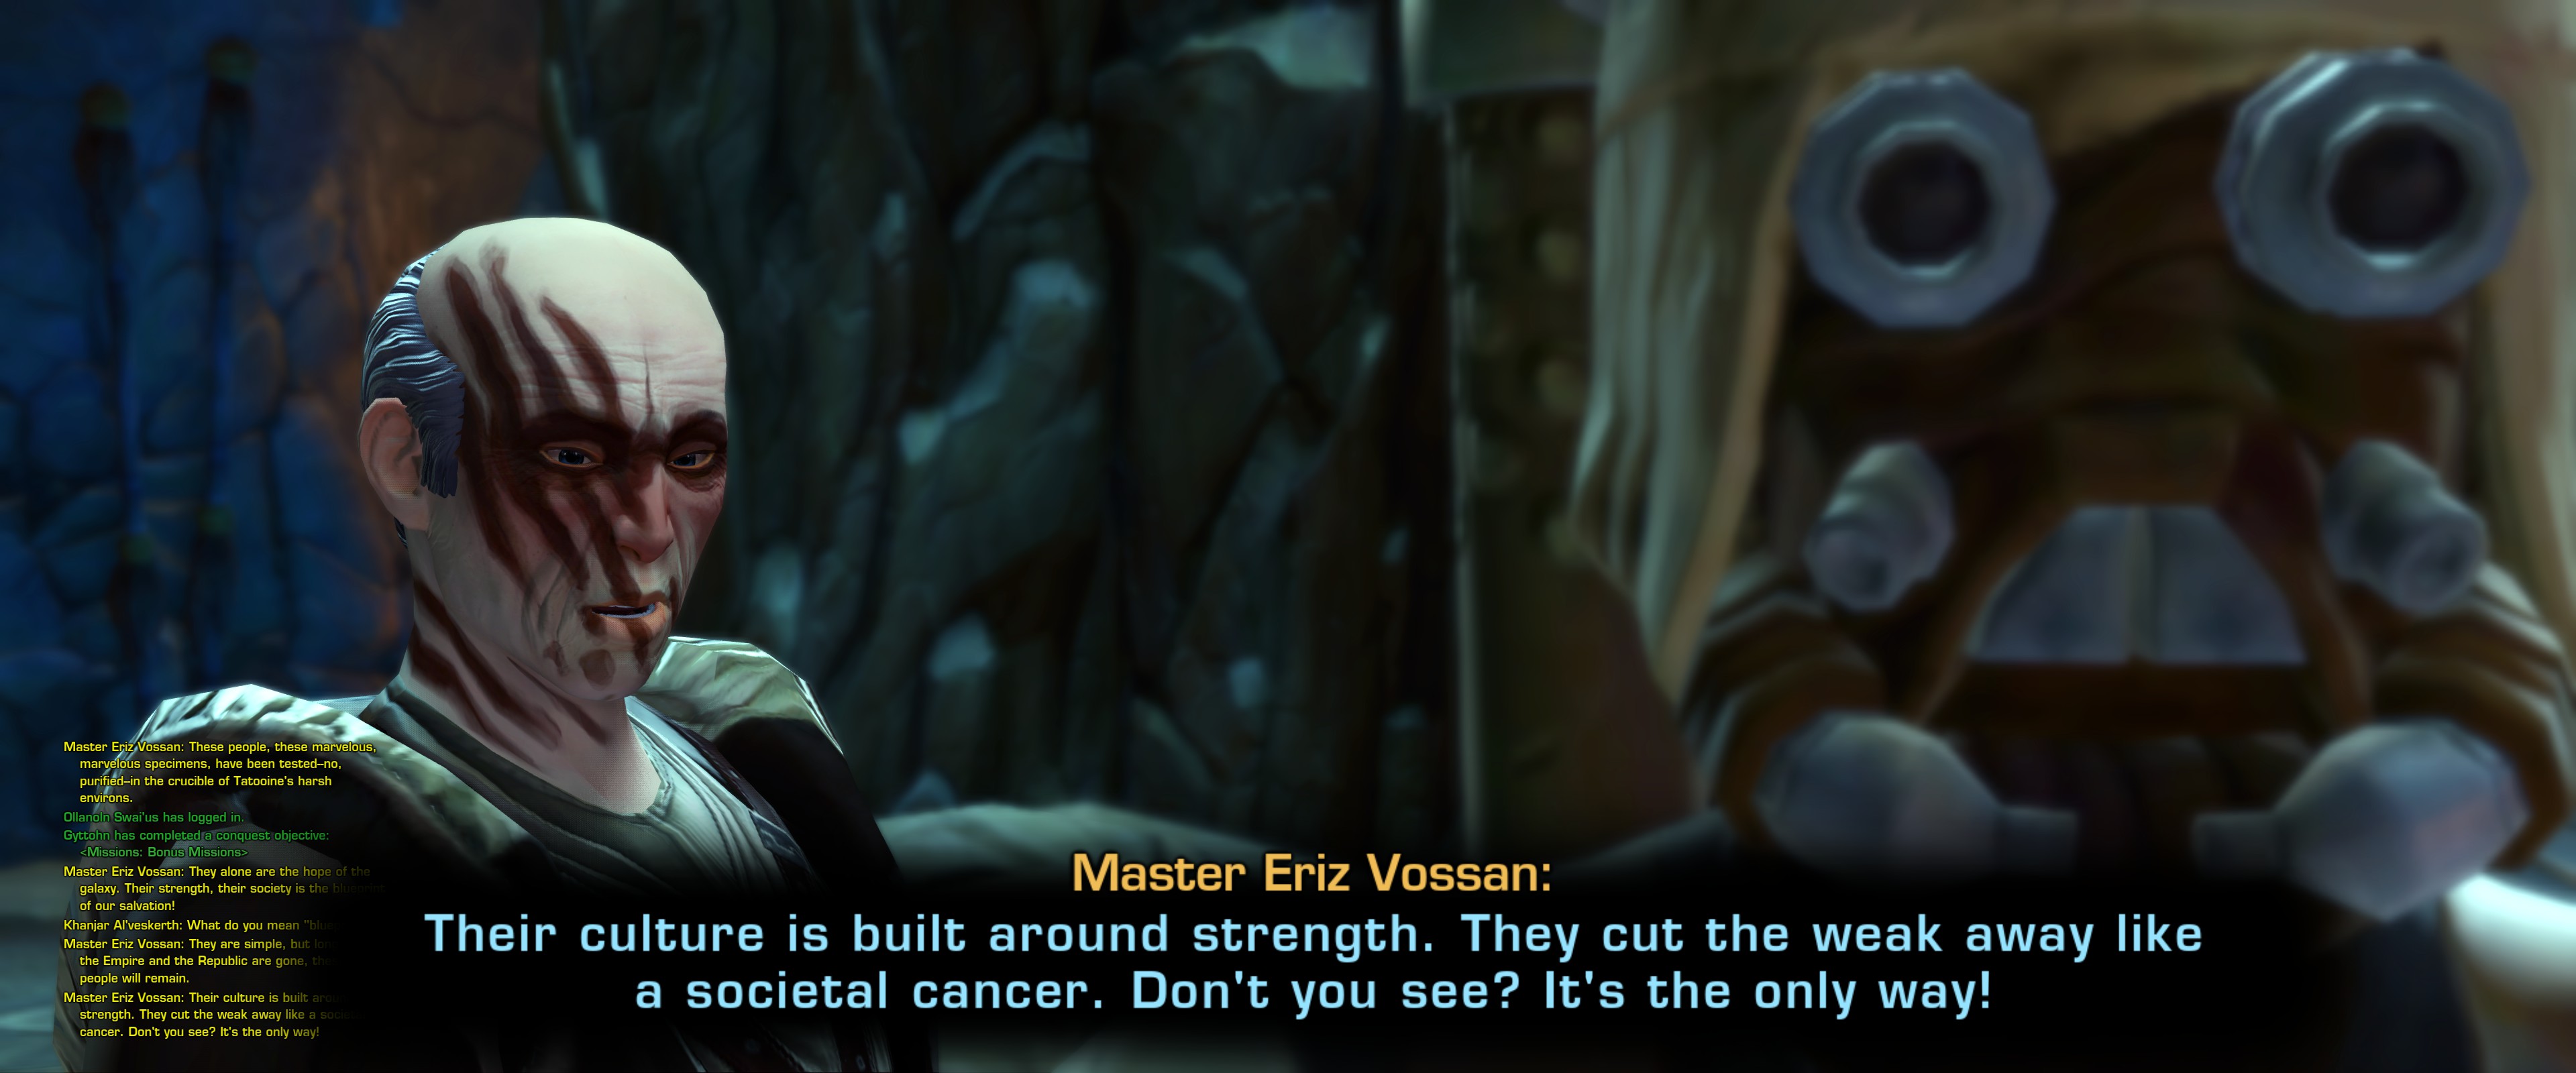 Master Eriz Vossan: These people, these marvelous,
marvelous specimens, have been tested–no,
purified–in the crucible of Tatooine's harsh
environs.
Ollanoln Swai'us has logged in.
Gyttohn has completed a conquest objective:
<Missions: Bonus Missions>
Master Eriz Vossan: They alone are the hope of the
galaxy. Their strength, their society is the blueprint
of our salvation!
Khanjar Al'veskerth: What do you mean
Master Eriz Vossan: They are simple, but
the Empire and the Republic are gone,
people will remain.
Master Eriz Vossan: Their culture is built around
strength. They cut the weak away like a societal
cancer. Don't you see? It's the only way!
Master Eriz Vossan:
Their culture is built around strength. They cut the weak away like
a societal cancer. Don't you see? It's the only way!